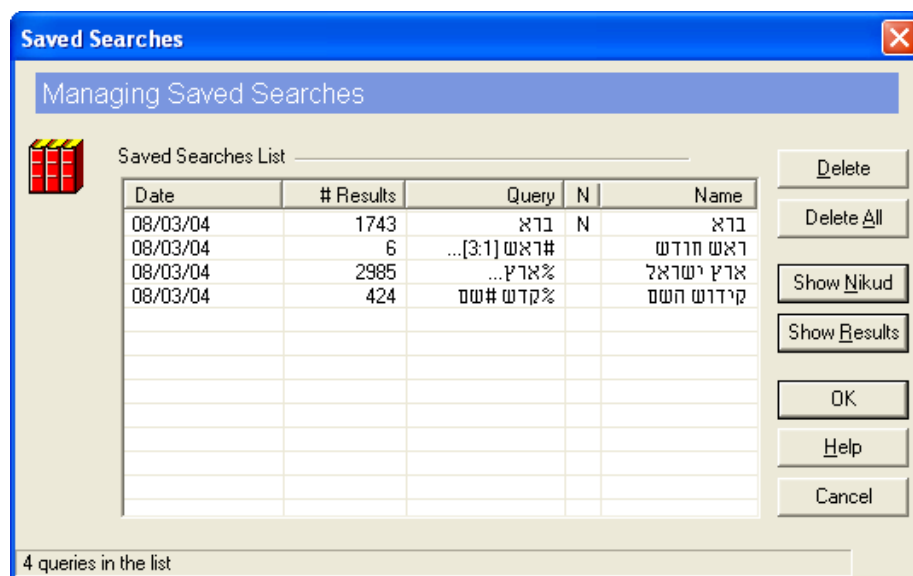 Saved Searches
Managing Saved Searches
Saved Searches List
Date # Results Query N Name
08/03/04 1743 ברא N ברא
08/03/04 6 #ראש [3:1]... ראש חודש
08/03/04 2985 %ארץ... ארץ ישראל
08/03/04 424 %קדש #שם קידוש השם
Delete
Delete All
Show Nikud
Show Results
OK
Help
Cancel
4 queries in the list